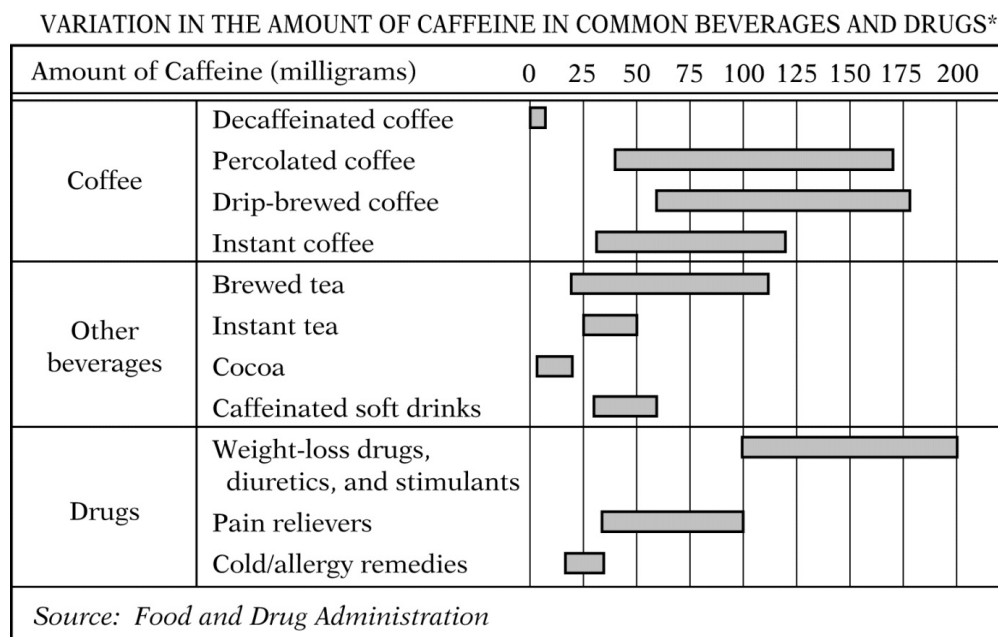 VARIATION IN THE AMOUNT OF CAFFEINE IN COMMON BEVERAGES AND DRUGS*
Amount of Caffeine (milligrams) 0 25 50 75 100 125 150 175 200
Coffee
Decaffeinated coffee
Percolated coffee
Drip-brewed coffee
Instant coffee
Other
beverages
Brewed tea
Instant tea
Cocoa
Caffeinated soft drinks
Drugs
Weight-loss drugs,
diuretics, and stimulants
Pain relievers
Cold/allergy remedies
Source: Food and Drug Administration